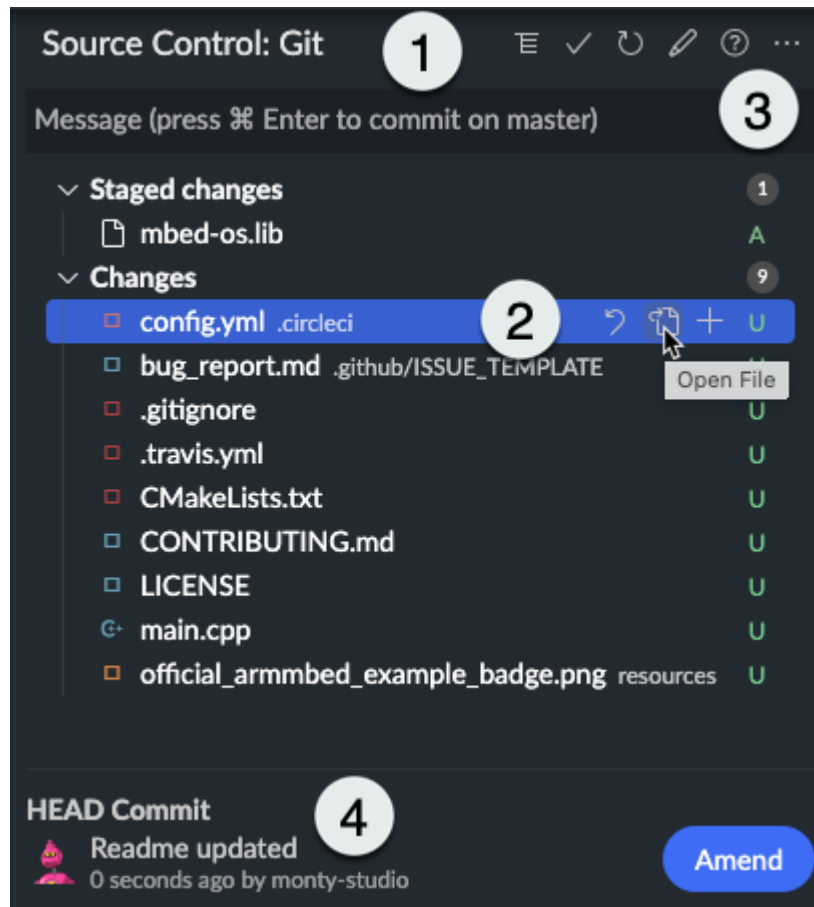 Source Control: Git 1 ? ...
Message (press ⌘ Enter to commit on master) 3
Staged changes 1
mbed-os.lib A
Changes 9
config.yml .circleci 2 U
bug_report.md .github/ISSUE_TEMPLATE
Open File
.gitignore U
.travis.yml U
CMakeLists.txt U
CONTRIBUTING.md U
LICENSE U
main.cpp U
official_armmbed_example_badge.png resources U
HEAD Commit 4
Readme updated
0 seconds ago by monty-studio
Amend